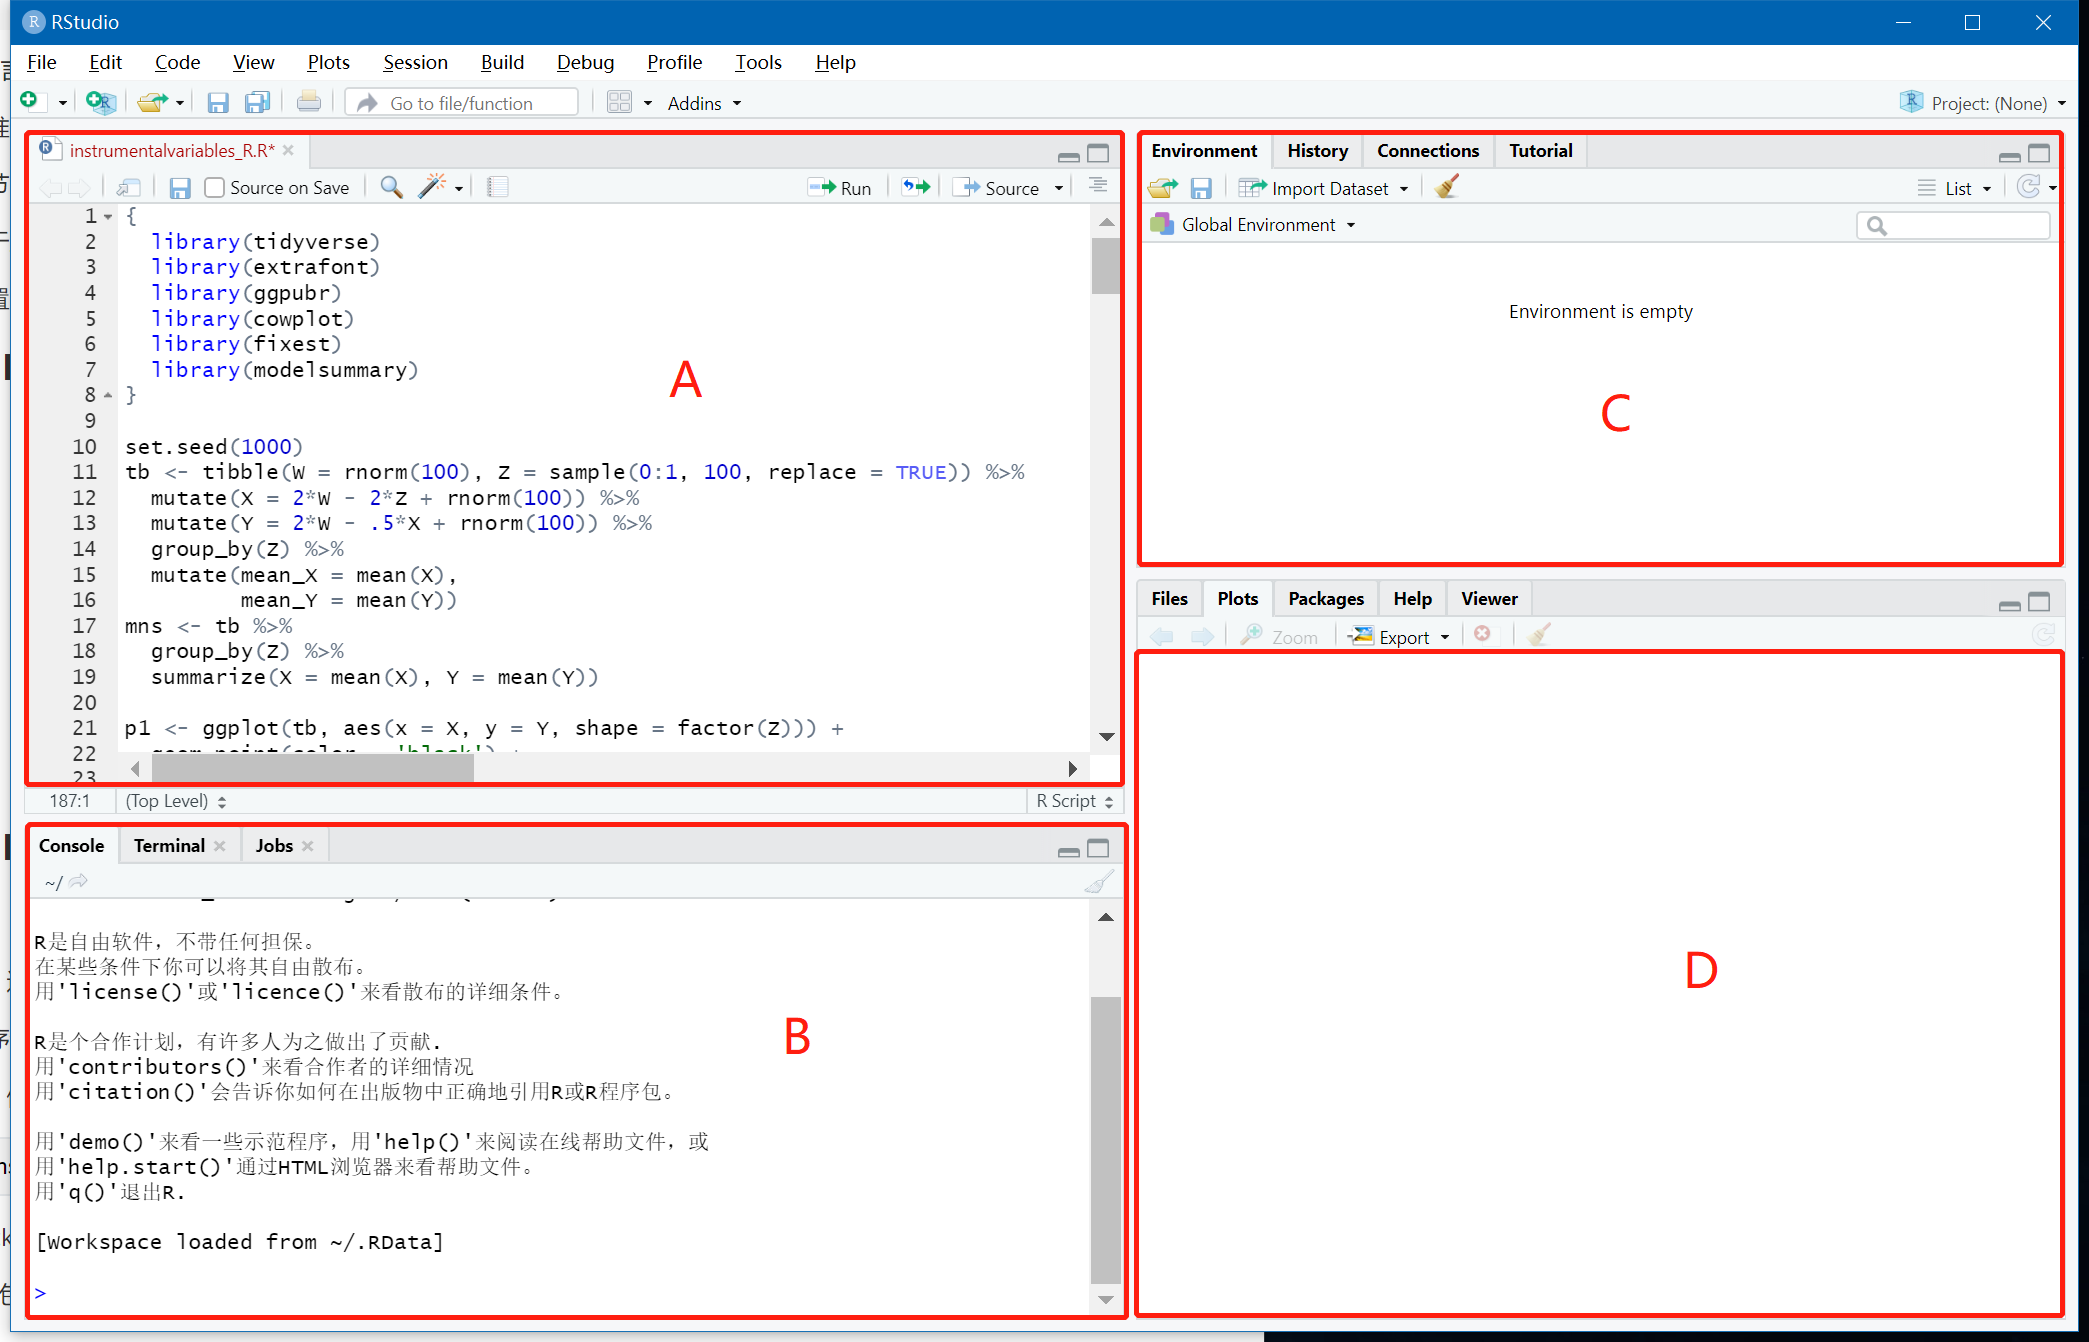 RStudio
File Edit Code View Plots Session Build Debug Profile Tools Help
Go to file/function Addins Project: (None)
instrumentalvariables_R.R*
Source on Save Run Source
1 {
2 library(tidyverse)
3 library(extrafont)
4 library(ggpubr)
5 library(cowplot)
6 library(fixest)
7 library(modelsummary)
8 }
9
10 set.seed(1000)
11 tb <- tibble(W = rnorm(100), Z = sample(0:1, 100, replace = TRUE)) %>%
12 mutate(X = 2*W - 2*Z + rnorm(100)) %>%
13 mutate(Y = 2*W - .5*X + rnorm(100)) %>%
14 group_by(Z) %>%
15 mutate(mean_X = mean(X),
16 mean_Y = mean(Y))
17 mns <- tb %>%
18 group_by(Z) %>%
19 summarize(X = mean(X), Y = mean(Y))
20
21 p1 <- ggplot(tb, aes(x = X, y = Y, shape = factor(Z))) +
22
23
A
187:1 (Top Level) R Script
Console Terminal Jobs
~/
R是自由软件，不带任何担保。
在某些条件下你可以将其自由散布。
用'license()'或'licence()'来看散布的详细条件。
R是个合作计划，有许多人为之做出了贡献.
用'contributors()'来看合作者的详细情况
用'citation()'会告诉你如何在出版物中正确地引用R或R程序包。
用'demo()'来看一些示范程序，用'help()'来阅读在线帮助文件，或
用'help.start()'通过HTML浏览器来看帮助文件。
用'q()'退出R.
[Workspace loaded from ~/.RData]
>
B
Environment History Connections Tutorial
Import Dataset List
Global Environment
Environment is empty
C
Files Plots Packages Help Viewer
Zoom Export
D